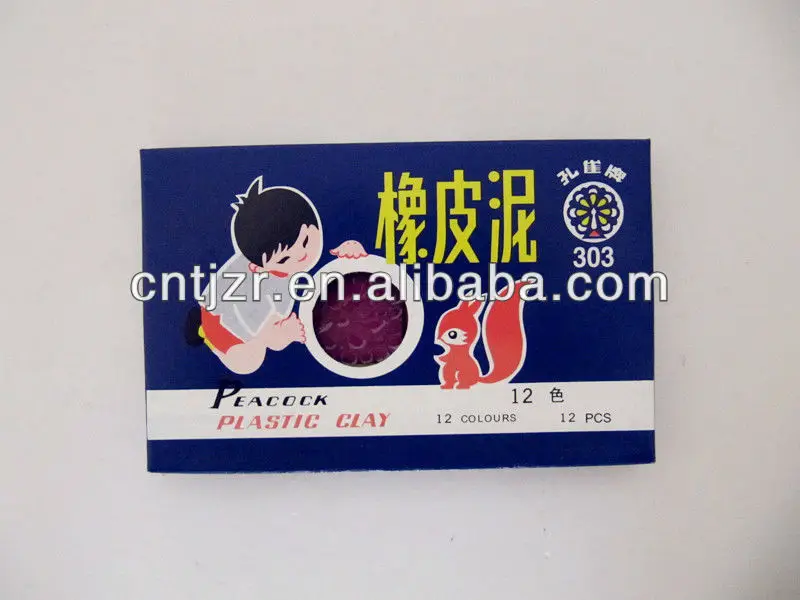 橡皮泥
孔雀牌
303
cntjzr.en.alibaba.com
PEACOCK
PLASTIC CLAY
12 色
12 COLOURS 12 PCS